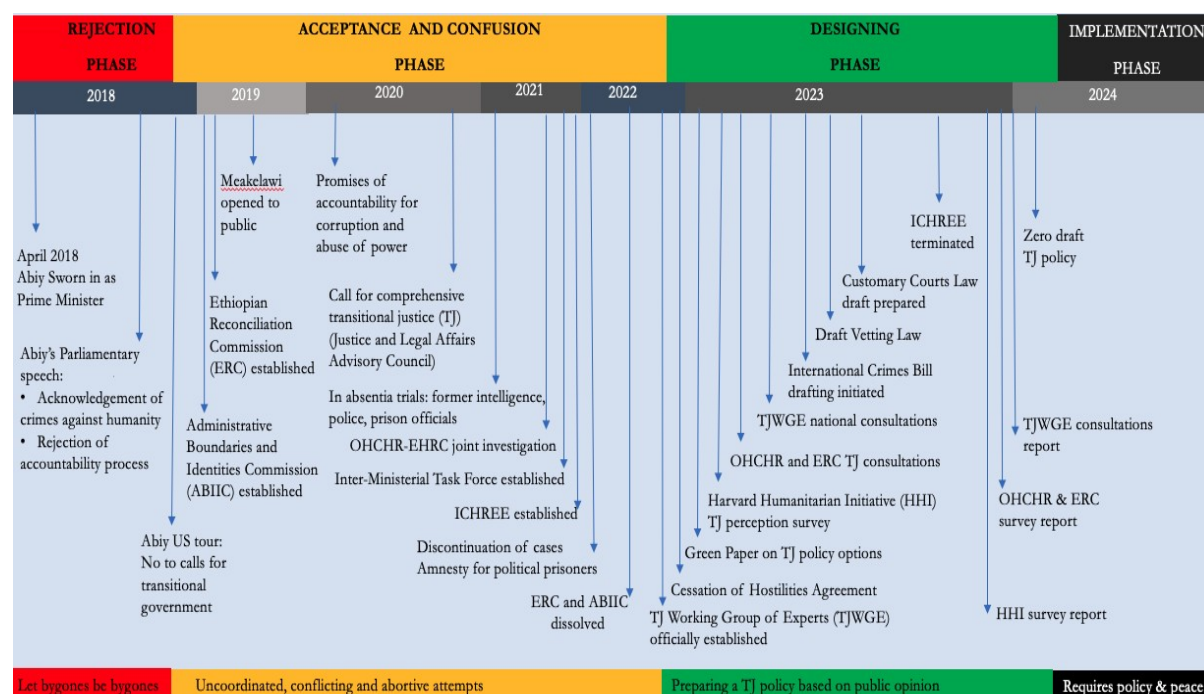 REJECTION
PHASE
ACCEPTANCE AND CONFUSION
PHASE
DESIGNING
PHASE
IMPLEMENTATION
PHASE
2018
2019
2020
2021
2022
2023
2024
April 2018
Abiy Sworn in as
Prime Minister
Abiy's Parliamentary
speech:
• Acknowledgement of
crimes against humanity
• Rejection of
accountability process
Abiy US tour:
No to calls for
transitional
government
Meakelawi
opened to
public
Ethiopian
Reconciliation
Commission
(ERC) established
Administrative
Boundaries and
Identities Commission
(ABIIC) established
Promises of
accountability for
corruption and
abuse of power
Call for comprehensive
transitional justice (TJ)
(Justice and Legal Affairs
Advisory Council)
In absentia trials: former intelligence,
police, prison officials
OHCHR-EHRC joint investigation
Inter-Ministerial Task Force established
ICHREE established
Discontinuation of cases
Amnesty for political prisoners
ERC and ABIIC
dissolved
TJ Working Group of Experts (TJWGE)
officially established
Cessation of Hostilities Agreement
Green Paper on TJ policy options
Harvard Humanitarian Initiative (HHI)
TJ perception survey
OHCHR and ERC TJ consultations
TJWGE national consultations
International Crimes Bill
drafting initiated
Draft Vetting Law
Customary Courts Law
draft prepared
ICHREE
terminated
HHI survey report
OHCHR & ERC
survey report
TJWGE consultations
report
Zero draft
TJ policy
Let bygones be bygones
Uncoordinated, conflicting and abortive attempts
Preparing a TJ policy based on public opinion
Requires policy & peace